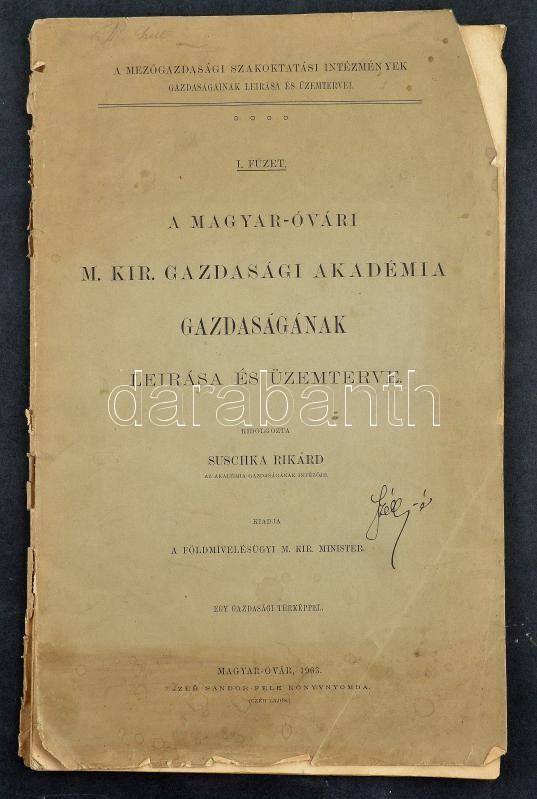 A MEZŐGAZDASÁGI SZAKOKTATÁSI INTÉZMÉNYEK
GAZDASÁGAINAK LEIRÁSA ÉS ÜZEMTERVEI.
I. FÜZET.
A MAGYAR-ÓVÁRI
M. KIR. GAZDASÁGI AKADÉMIA
GAZDASÁGÁNAK
LEIRÁSA ÉS ÜZEMTERVE.
darabanth
KIDOLGOZTA
SUSCHKA RIKÁRD
AZ AKADÉMIA GAZDASÁGÁNAK INTÉZŐJE.
KIADJA
A FÖLDMÍVELÉSÜGYI M. KIR. MINISTER.
EGY GAZDASÁGI TÉRKÉPPEL.
MAGYAR-ÓVÁR, 1903.
CZÉH SÁNDOR-FÉLE KÖNYVNYOMDA.
(CZÉH LAJOS.)